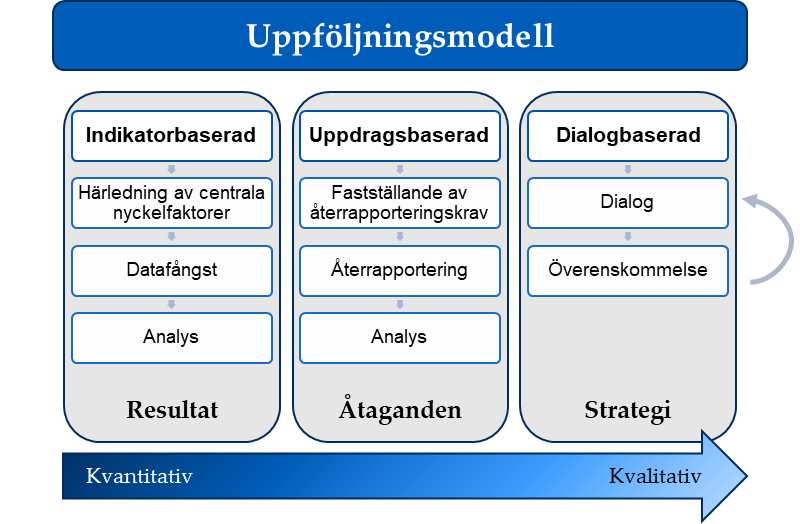 Uppföljningsmodell
Indikatorbaserad
Härledning av centrala
nyckelfaktorer
Datafångst
Analys
Resultat
Uppdragsbaserad
Fastställande av
återrapporteringskrav
Återrapportering
Analys
Åtaganden
Dialogbaserad
Dialog
Överenskommelse
Strategi
Kvantitativ
Kvalitativ